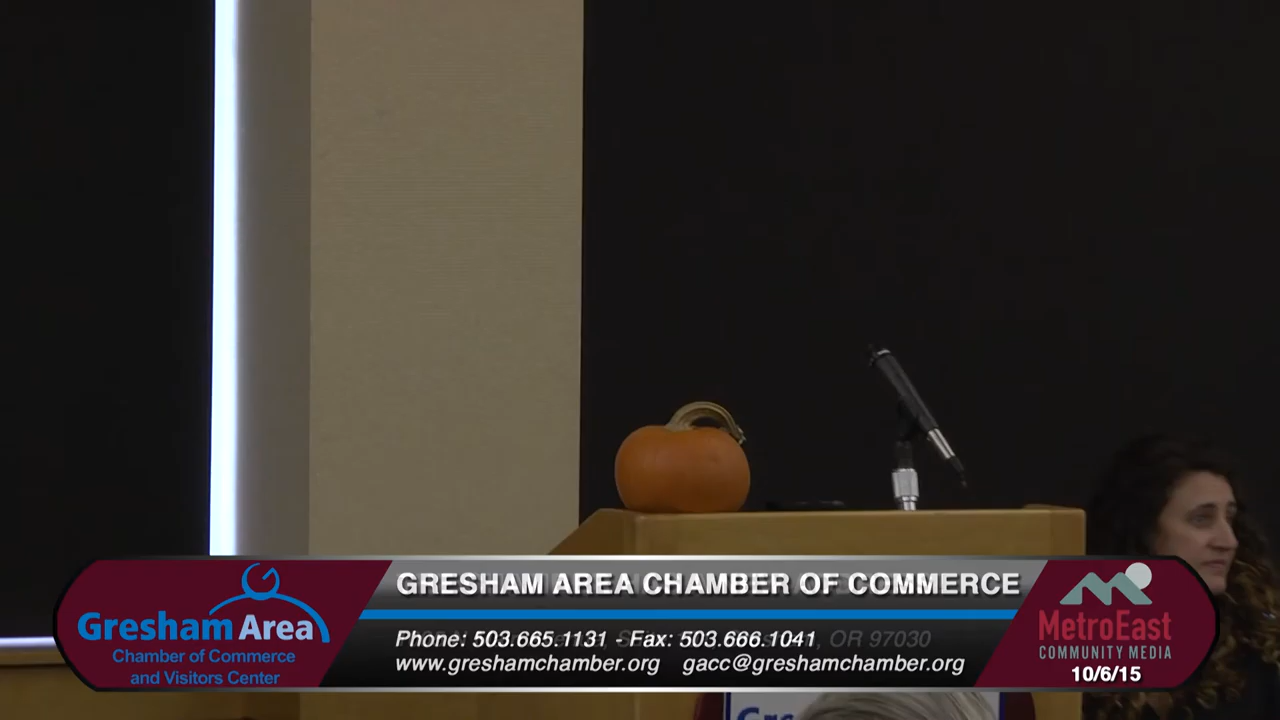 GRESHAM AREA CHAMBER OF COMMERCE
Gresham Area
Chamber of Commerce
and Visitors Center
Phone: 503.665.1131 - Fax: 503.666.1041
, OR 97030
www.greshamchamber.org gacc@greshamchamber.org
MetroEast
COMMUNITY MEDIA
10/6/15